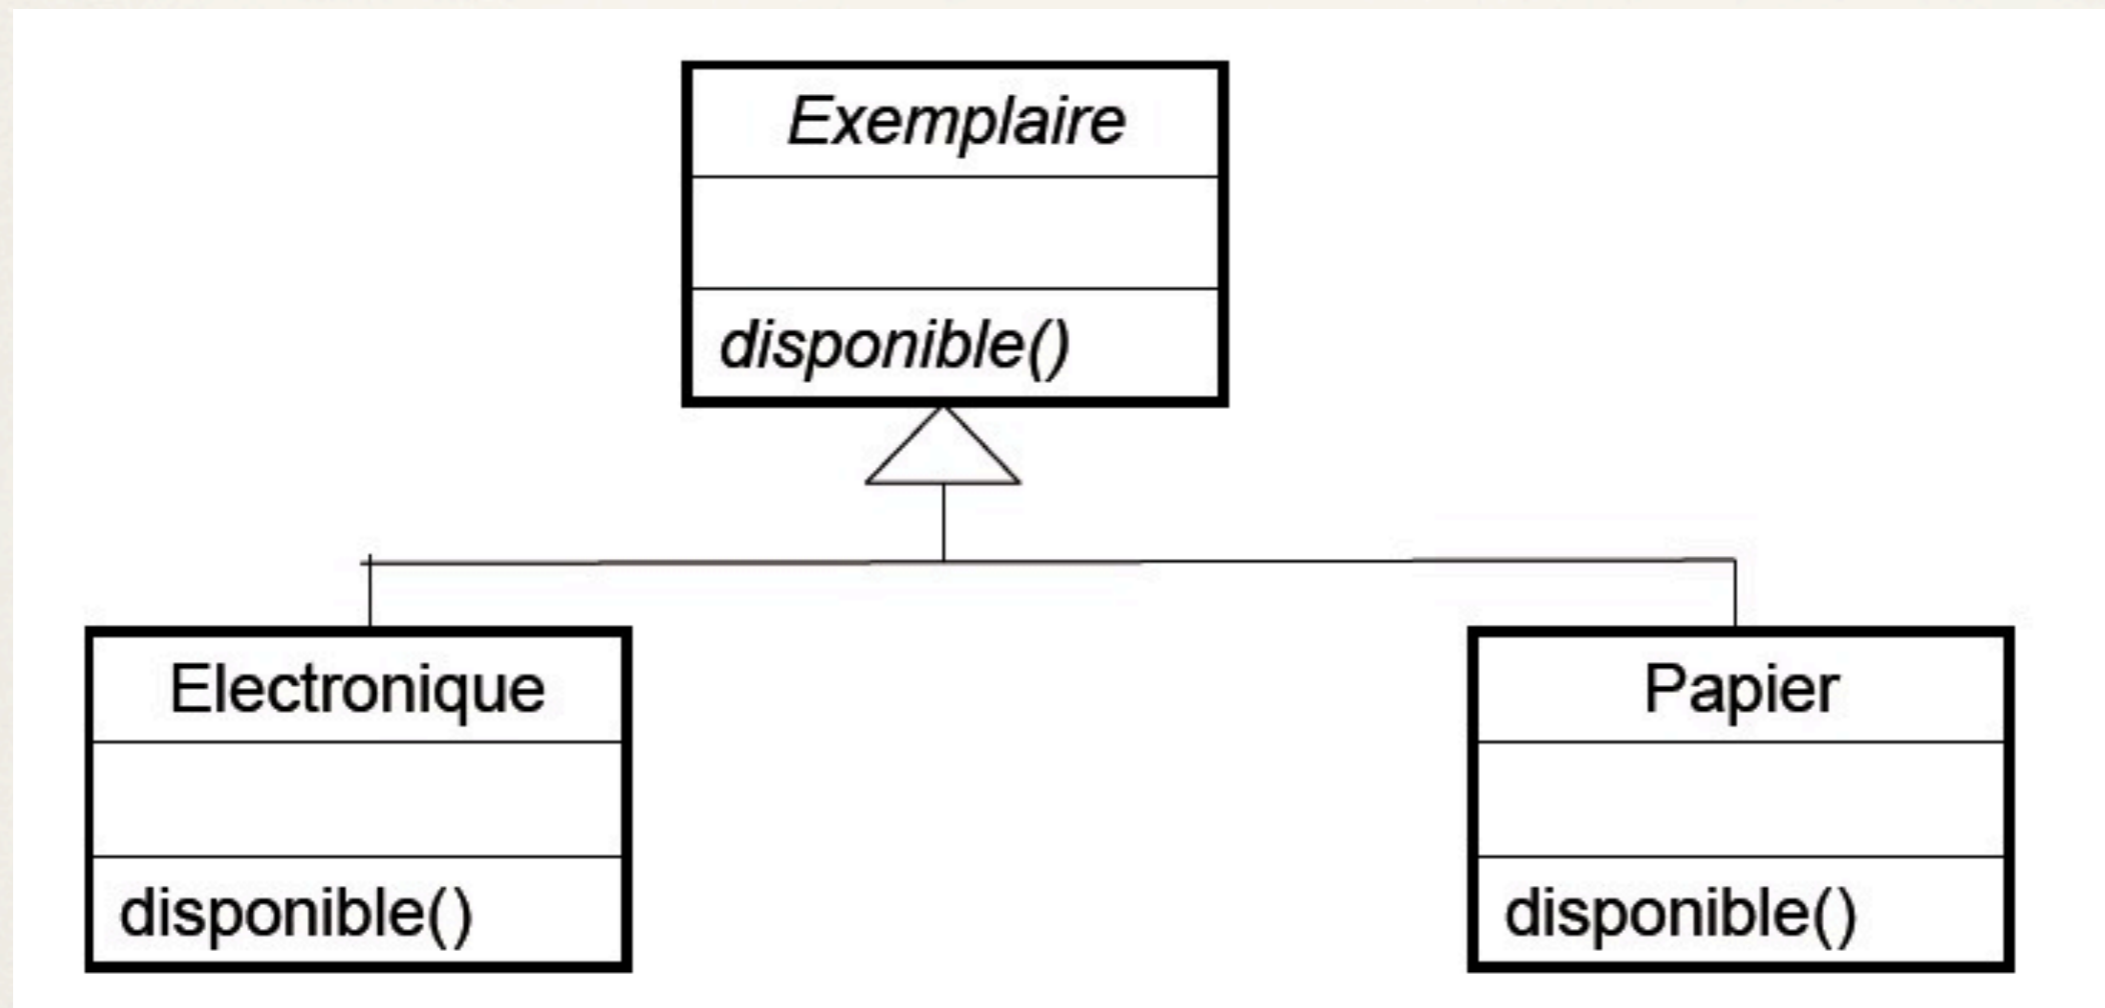 Exemplaire
disponible()
Electronique
disponible()
Papier
disponible()